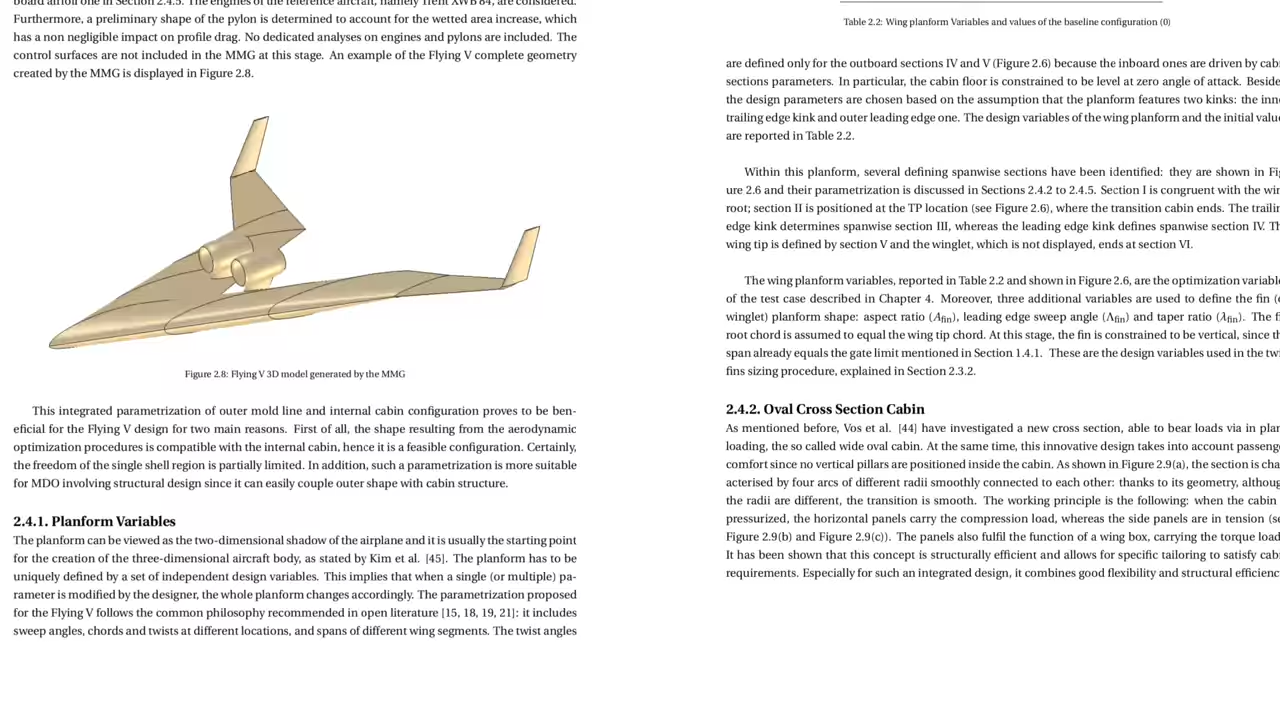 board airfoil one in Section 2.4.5. The engines of the reference aircraft, namely Trent XWB 84, are considered.
Furthermore, a preliminary shape of the pylon is determined to account for the wetted area increase, which
has a non negligible impact on profile drag. No dedicated analyses on engines and pylons are included. The
control surfaces are not included in the MMG at this stage. An example of the Flying V complete geometry
created by the MMG is displayed in Figure 2.8.
Figure 2.8: Flying V 3D model generated by the MMG
This integrated parametrization of outer mold line and internal cabin configuration proves to be ben-
eficial for the Flying V design for two main reasons. First of all, the shape resulting from the aerodynamic
optimization procedures is compatible with the internal cabin, hence it is a feasible configuration. Certainly,
the freedom of the single shell region is partially limited. In addition, such a parametrization is more suitable
for MDO involving structural design since it can easily couple outer shape with cabin structure.
2.4.1. Planform Variables
The planform can be viewed as the two-dimensional shadow of the airplane and it is usually the starting point
for the creation of the three-dimensional aircraft body, as stated by Kim et al. [45]. The planform has to be
uniquely defined by a set of independent design variables. This implies that when a single (or multiple) pa-
rameter is modified by the designer, the whole planform changes accordingly. The parametrization proposed
for the Flying V follows the common philosophy recommended in open literature [15, 18, 19, 21]: it includes
sweep angles, chords and twists at different locations, and spans of different wing segments. The twist angles
Table 2.2: Wing planform Variables and values of the baseline configuration (0)
are defined only for the outboard sections IV and V (Figure 2.6) because the inboard ones are driven by cab
sections parameters. In particular, the cabin floor is constrained to be level at zero angle of attack. Beside
the design parameters are chosen based on the assumption that the planform features two kinks: the inn
trailing edge kink and outer leading edge one. The design variables of the wing planform and the initial value
are reported in Table 2.2.
Within this planform, several defining spanwise sections have been identified: they are shown in Fig
ure 2.6 and their parametrization is discussed in Sections 2.4.2 to 2.4.5. Section I is congruent with the win
root; section II is positioned at the TP location (see Figure 2.6), where the transition cabin ends. The trailin
edge kink determines spanwise section III, whereas the leading edge kink defines spanwise section IV. Th
wing tip is defined by section V and the winglet, which is not displayed, ends at section VI.
The wing planform variables, reported in Table 2.2 and shown in Figure 2.6, are the optimization variable
of the test case described in Chapter 4. Moreover, three additional variables are used to define the fin (o
winglet) planform shape: aspect ratio (A_fin), leading edge sweep angle (Λ_fin) and taper ratio (λ_fin). The fi
root chord is assumed to equal the wing tip chord. At this stage, the fin is constrained to be vertical, since th
span already equals the gate limit mentioned in Section 1.4.1. These are the design variables used in the twi
fins sizing procedure, explained in Section 2.3.2.
2.4.2. Oval Cross Section Cabin
As mentioned before, Vos et al. [44] have investigated a new cross section, able to bear loads via in plan
loading, the so called wide oval cabin. At the same time, this innovative design takes into account passenge
comfort since no vertical pillars are positioned inside the cabin. As shown in Figure 2.9(a), the section is cha
acterised by four arcs of different radii smoothly connected to each other: thanks to its geometry, althoug
the radii are different, the transition is smooth. The working principle is the following: when the cabin
pressurized, the horizontal panels carry the compression load, whereas the side panels are in tension (se
Figure 2.9(b) and Figure 2.9(c)). The panels also fulfil the function of a wing box, carrying the torque load
It has been shown that this concept is structurally efficient and allows for specific tailoring to satisfy cab
requirements. Especially for such an integrated design, it combines good flexibility and structural efficienc